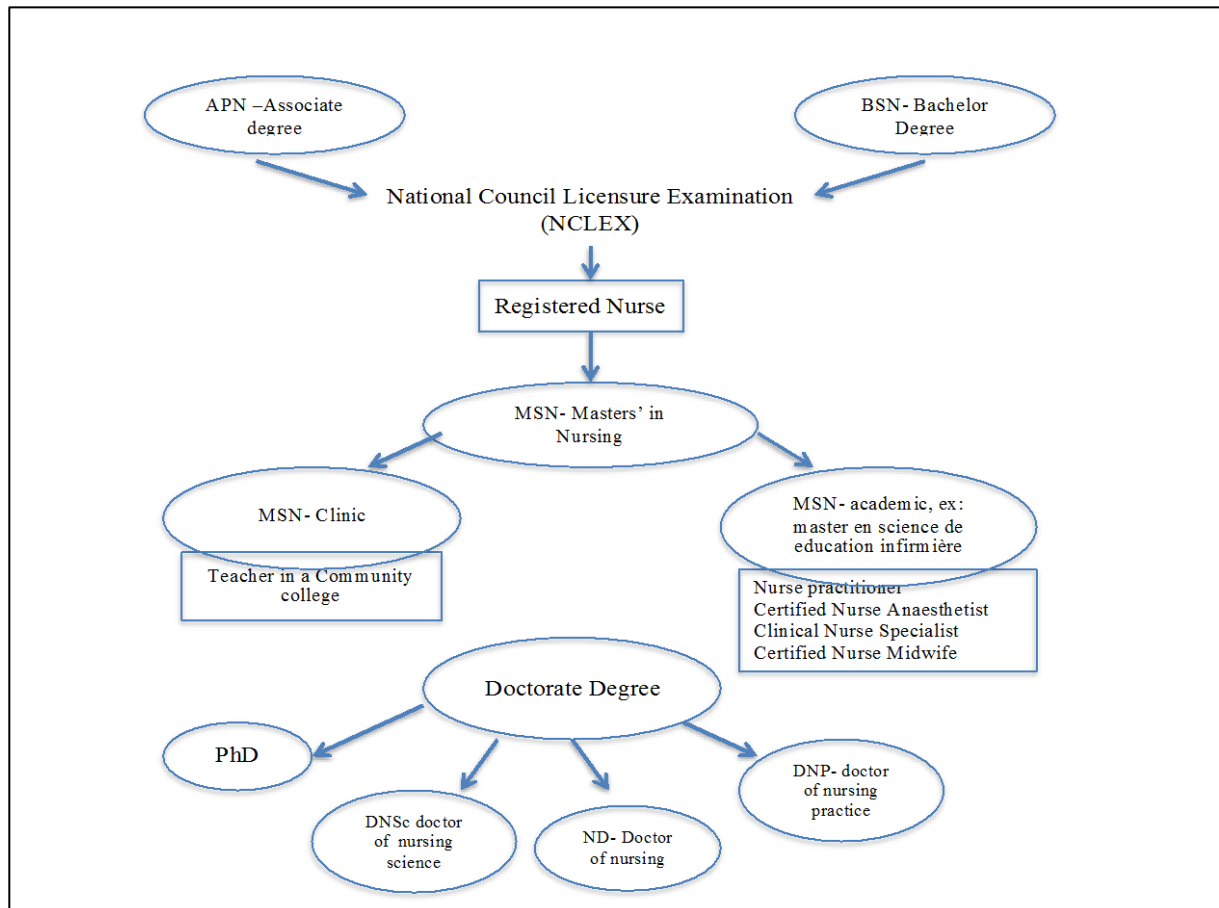 APN –Associate
degree
BSN- Bachelor
Degree
National Council Licensure Examination
(NCLEX)
Registered Nurse
MSN- Masters’ in
Nursing
MSN- Clinic
Teacher in a Community
college
MSN- academic, ex:
master en science de
education infirmière
Nurse practitioner
Certified Nurse Anaesthetist
Clinical Nurse Specialist
Certified Nurse Midwife
Doctorate Degree
PhD
DNSc doctor
of nursing
science
ND- Doctor
of nursing
DNP- doctor
of nursing
practice